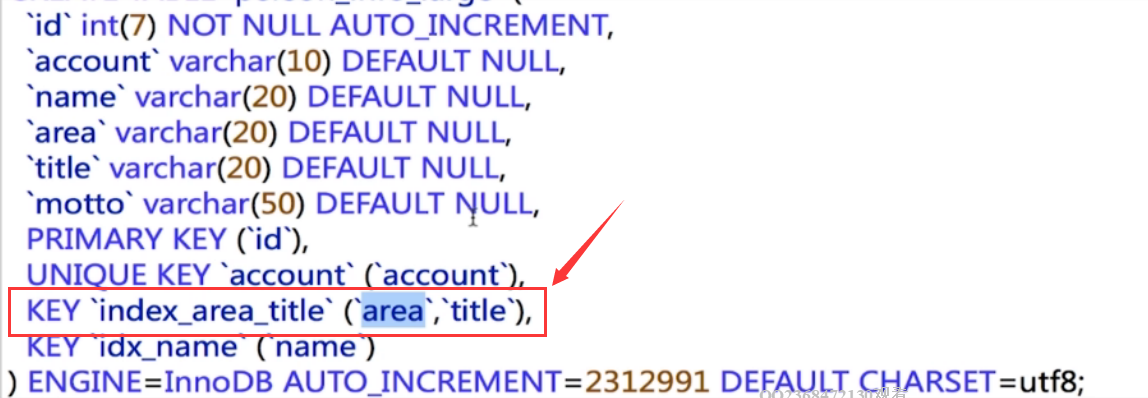 `id` int(7) NOT NULL AUTO_INCREMENT,
`account` varchar(10) DEFAULT NULL,
`name` varchar(20) DEFAULT NULL,
`area` varchar(20) DEFAULT NULL,
`title` varchar(20) DEFAULT NULL,
`motto` varchar(50) DEFAULT NULL,
PRIMARY KEY (`id`),
UNIQUE KEY `account` (`account`),
KEY `index_area_title` (`area`,`title`),
KEY `idx_name` (`name`)
) ENGINE=InnoDB AUTO_INCREMENT=2312991 DEFAULT CHARSET=utf8;